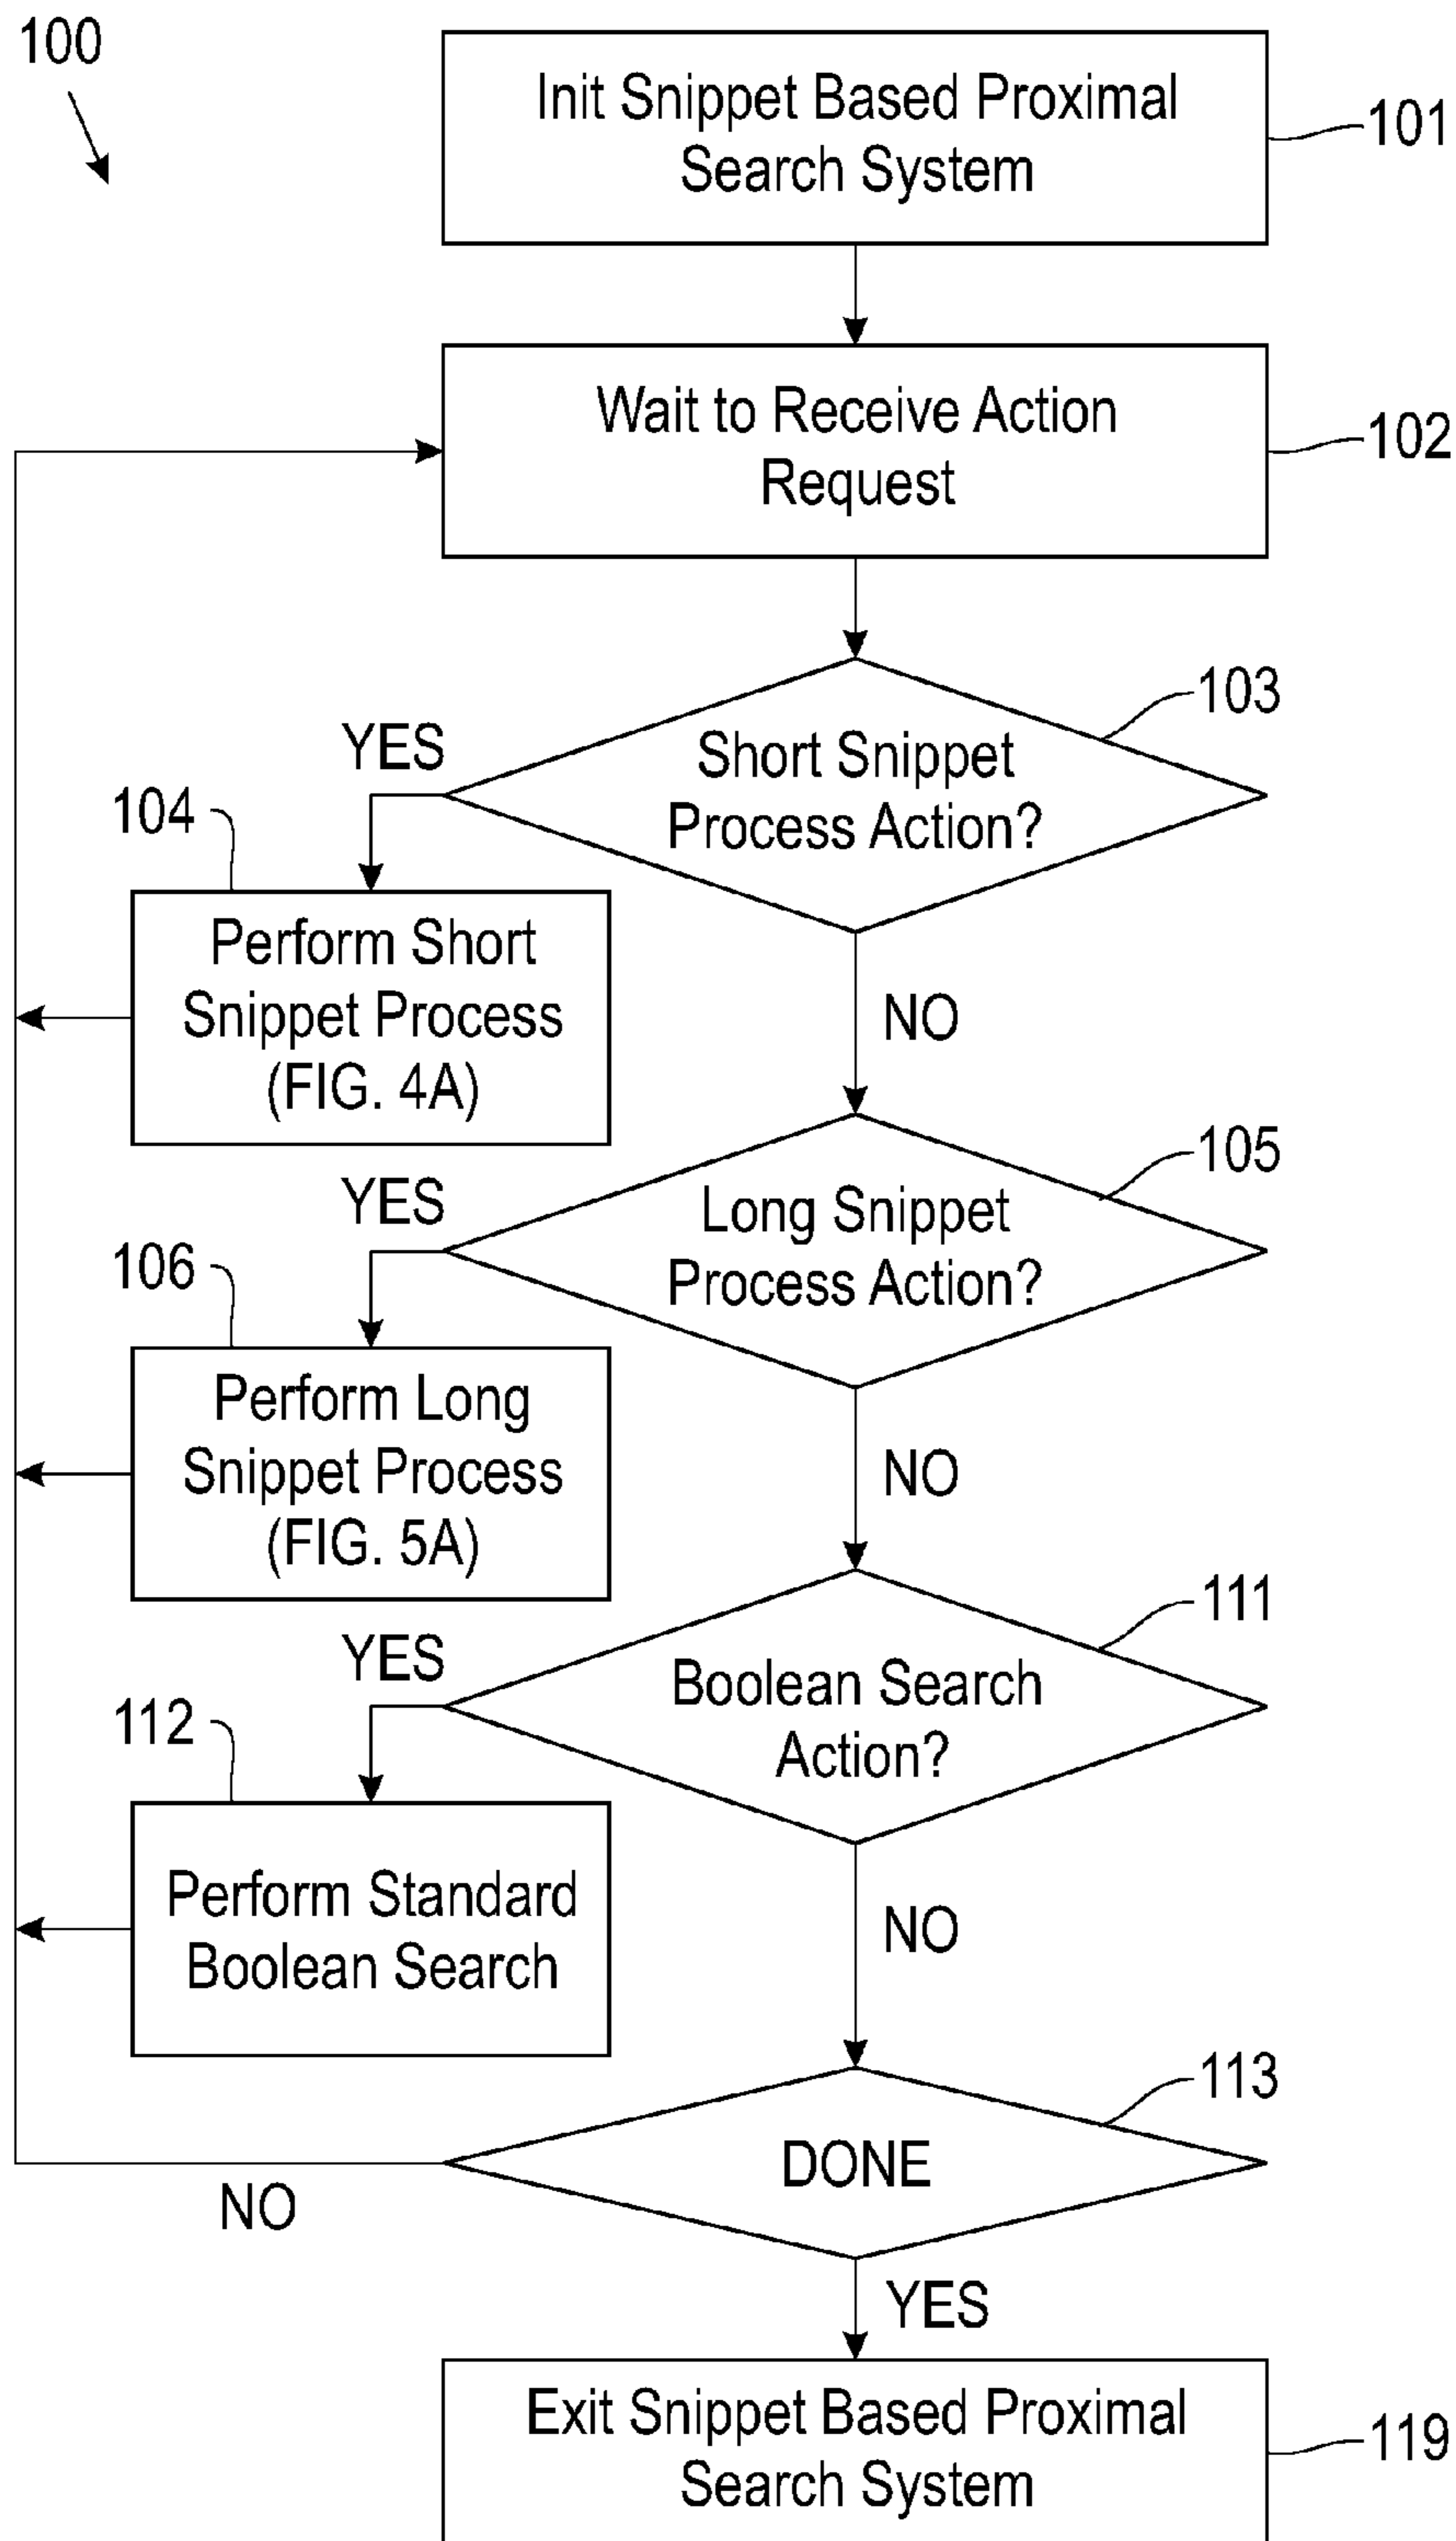 100
Init Snippet Based Proximal
Search System
101
Wait to Receive Action
Request
102
103
YES
Short Snippet
Process Action?
104
Perform Short
Snippet Process
(FIG. 4A)
NO
105
YES
Long Snippet
Process Action?
106
Perform Long
Snippet Process
(FIG. 5A)
NO
111
YES
Boolean Search
Action?
112
Perform Standard
Boolean Search
NO
113
DONE
NO
YES
Exit Snippet Based Proximal
Search System
119